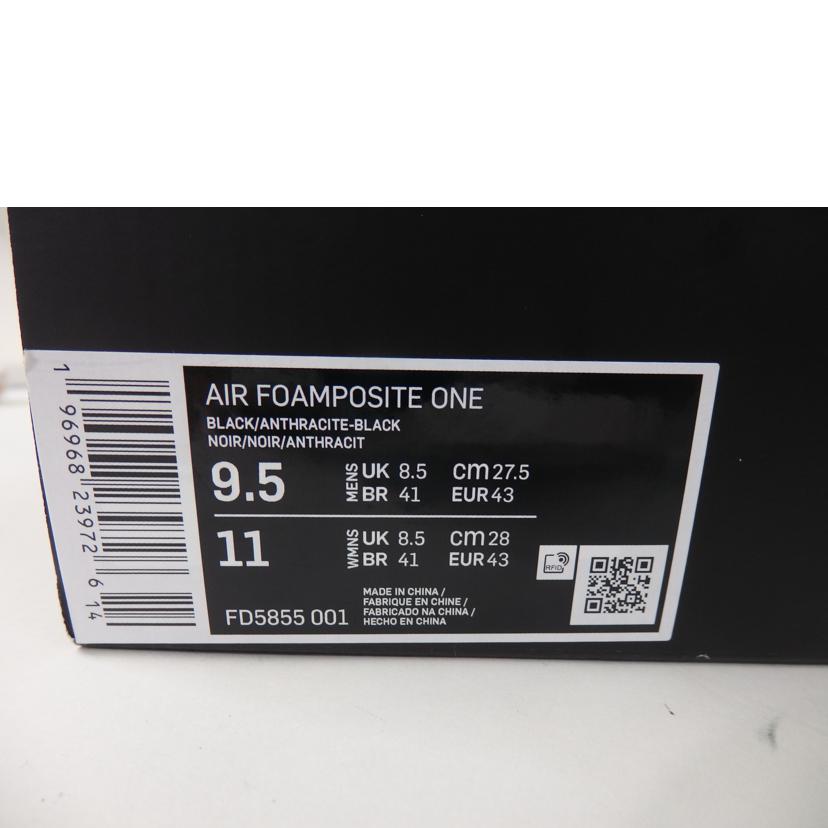 AIR FOAMPOSITE ONE
BLACK/ANTHRACITE-BLACK
NOIR/NOIR/ANTHRACIT
9.5 MENS UK 8.5 cm 27.5
BR 41 EUR 43
11 WMNS UK 8.5 cm 28
BR 41 EUR 43
RFID
FD5855 001
MADE IN CHINA /
FABRIQUE EN CHINE /
FABRICADO NA CHINA /
HECHO EN CHINA
1 96968 23972 6 14